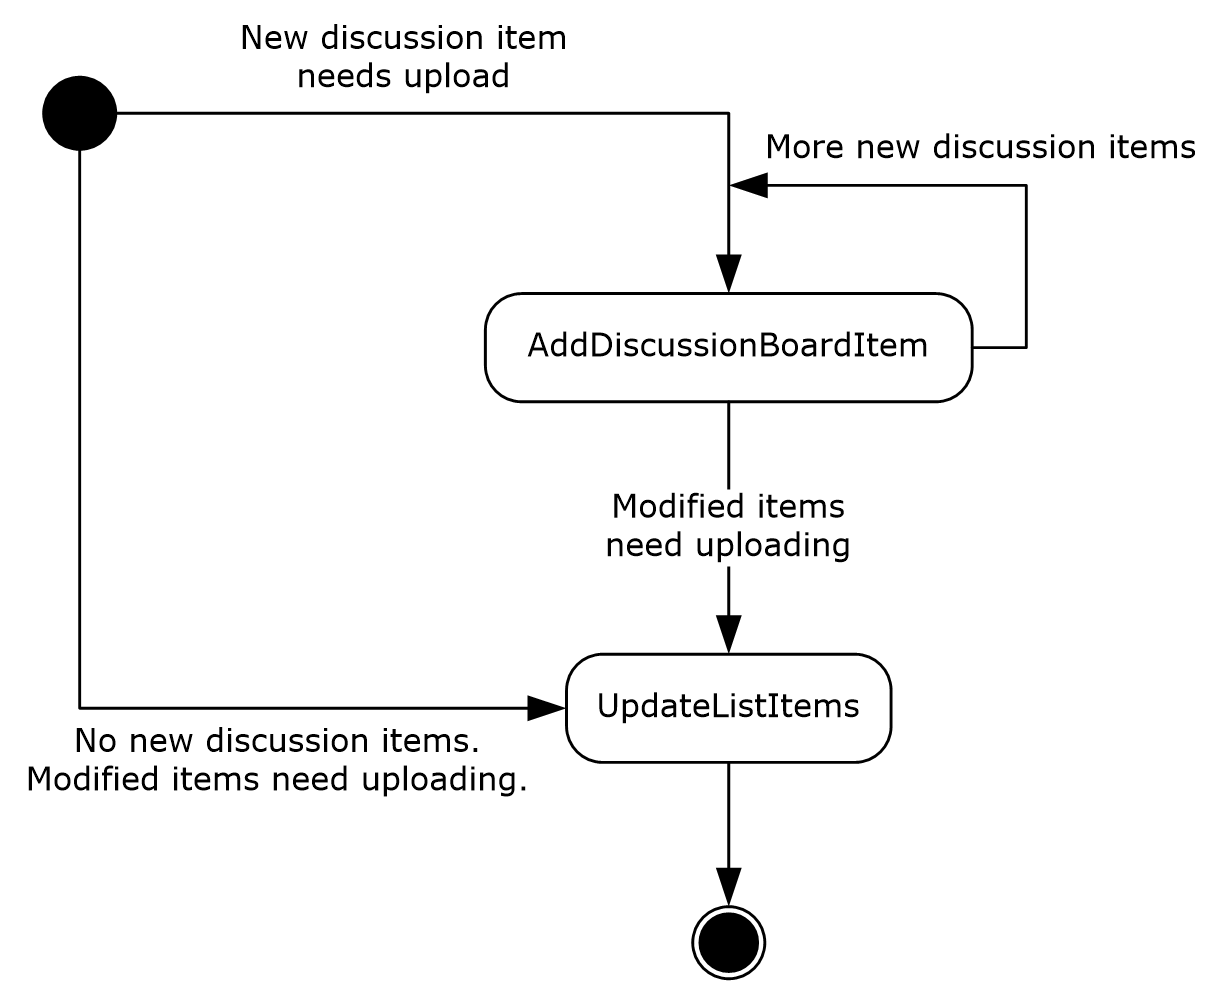 New discussion item
needs upload
More new discussion items
AddDiscussionBoardItem
Modified items
need uploading
UpdateListItems
No new discussion items.
Modified items need uploading.